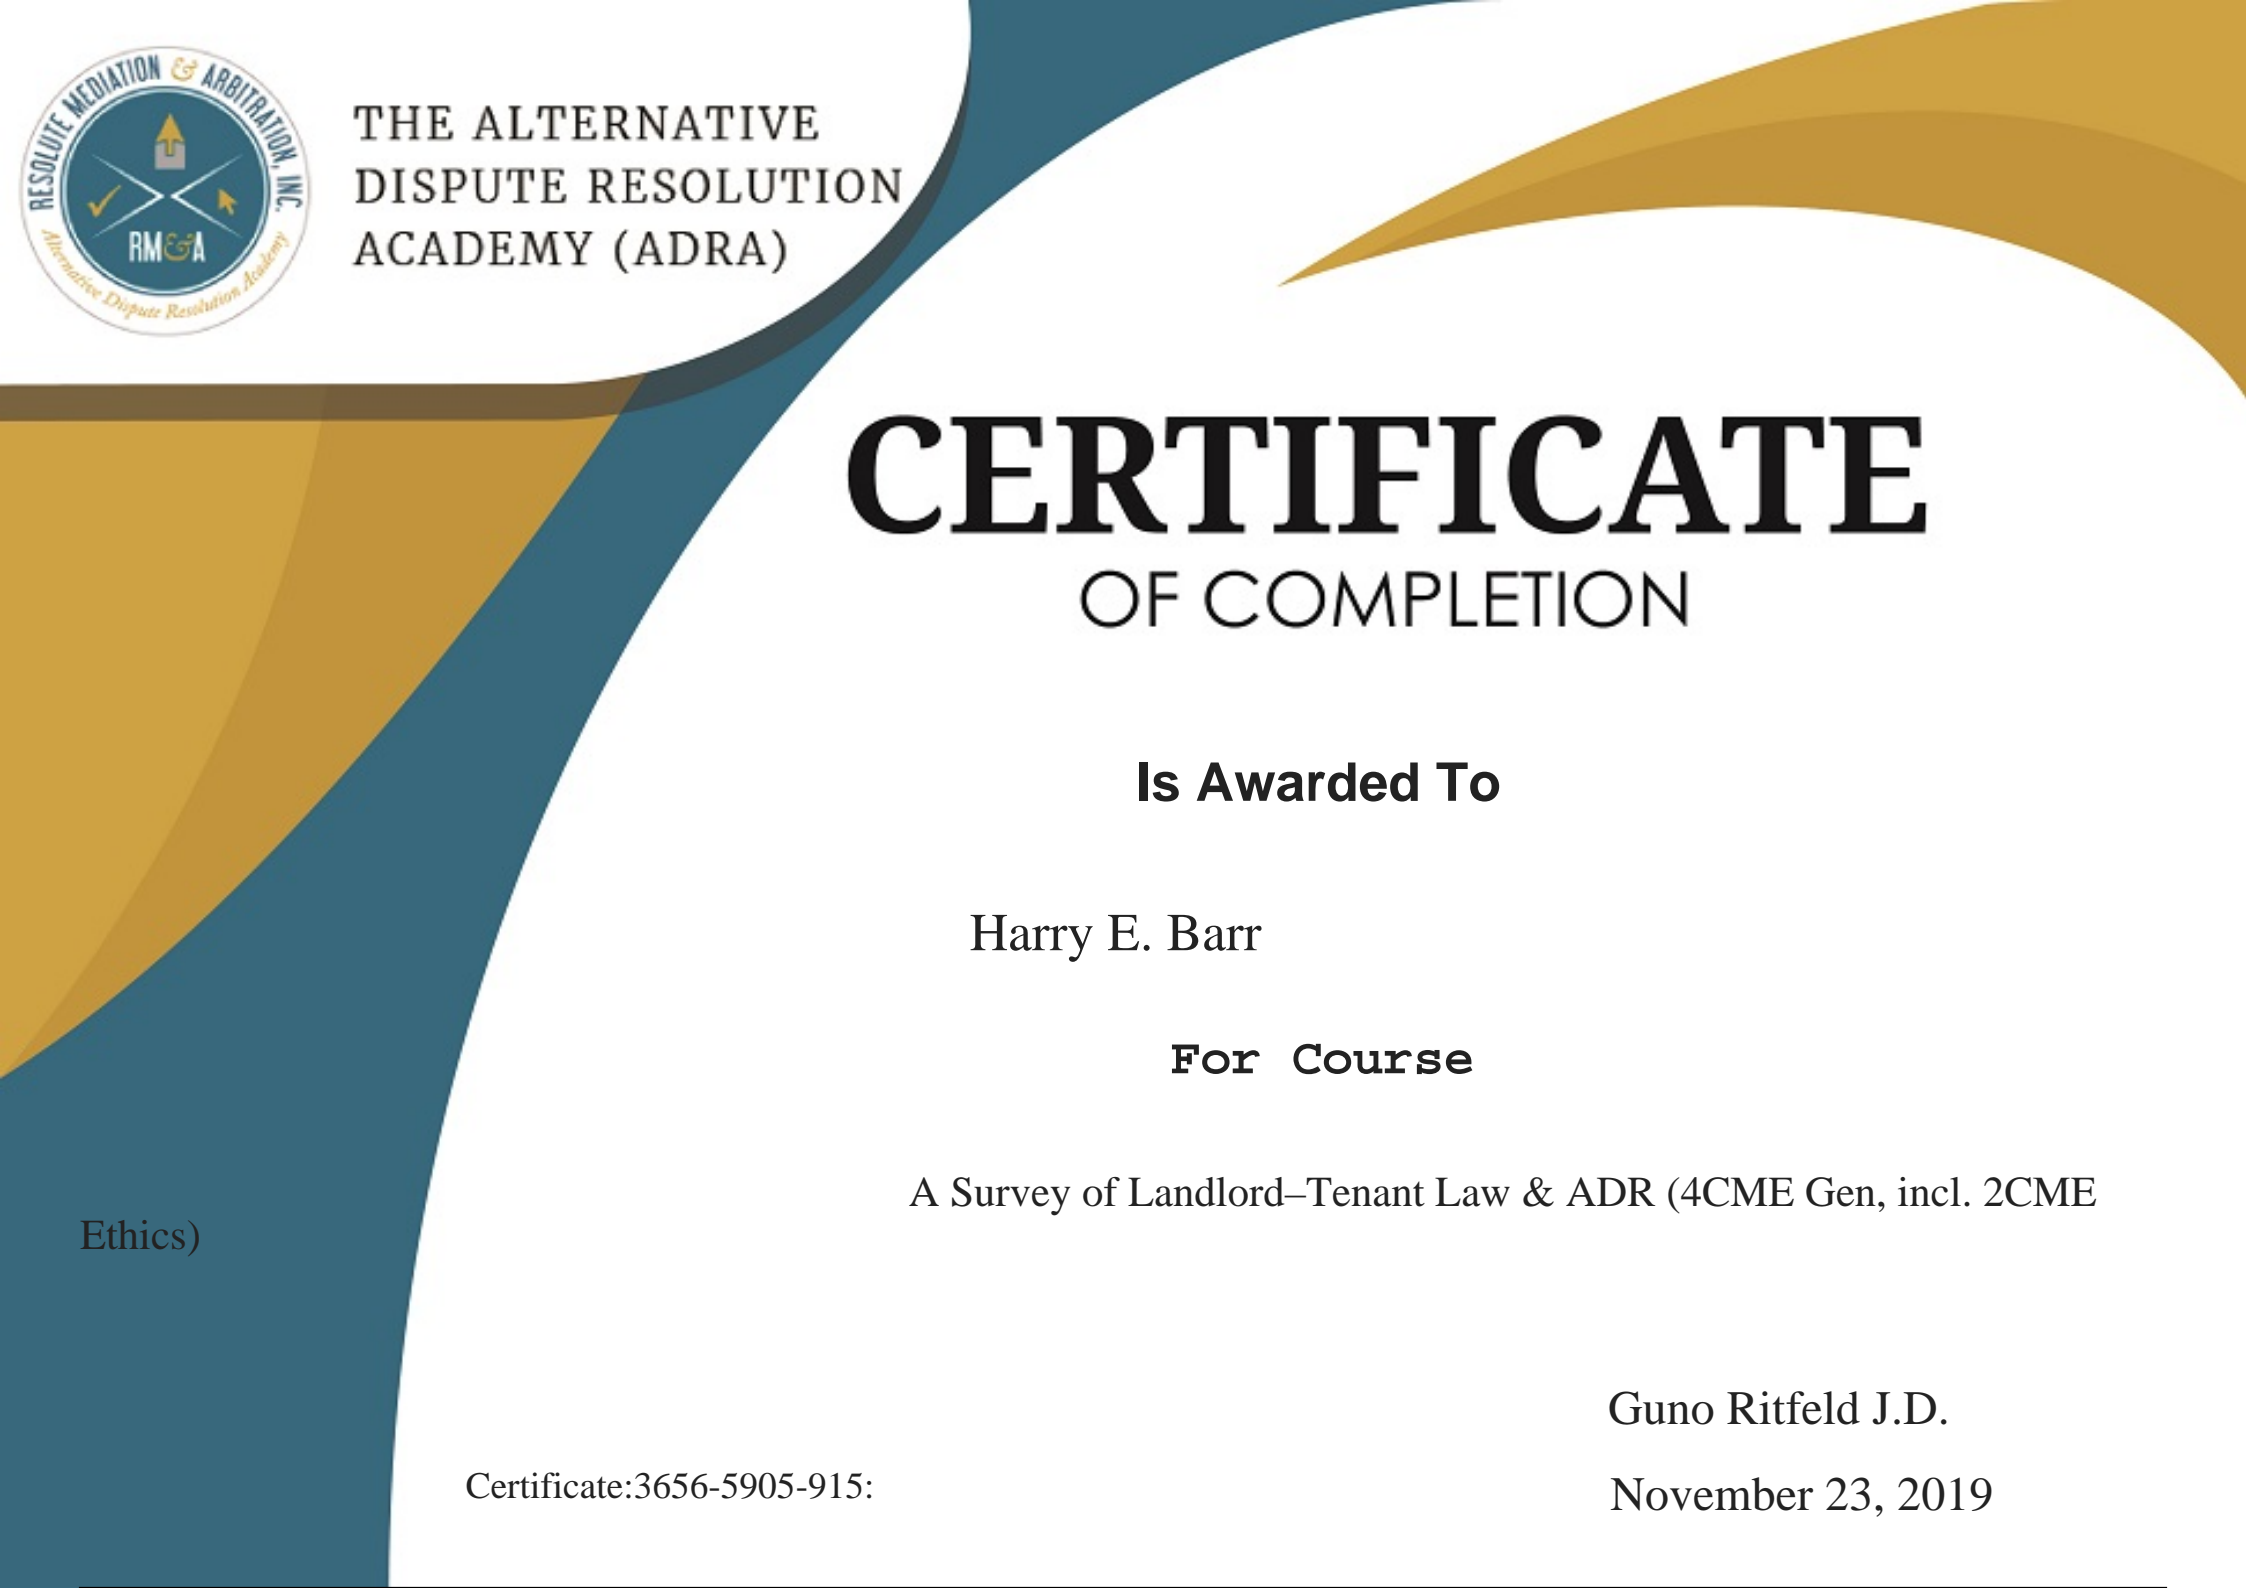 RESOLUTE MEDIATION & ARBITRATION, INC.
RM&A
Alternative Dispute Resolution Academy
THE ALTERNATIVE
DISPUTE RESOLUTION
ACADEMY (ADRA)
CERTIFICATE
OF COMPLETION
Is Awarded To
Harry E. Barr
For Course
A Survey of Landlord–Tenant Law & ADR (4CME Gen, incl. 2CME
Ethics)
Guno Ritfeld J.D.
Certificate:3656-5905-915:
November 23, 2019